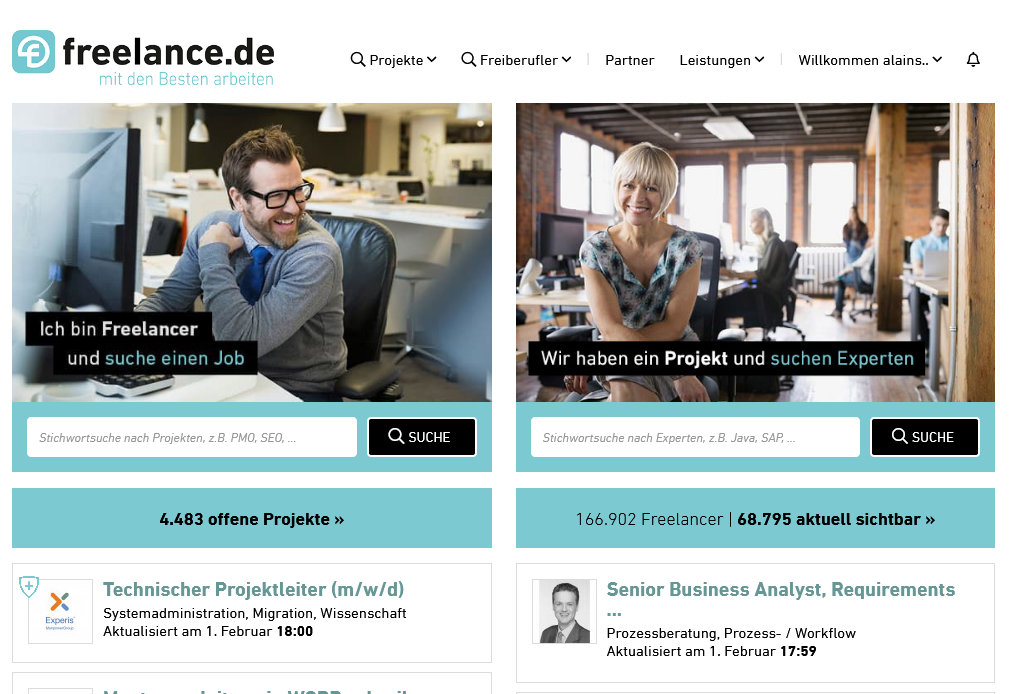 freelance.de
mit den Besten arbeiten
Projekte
Freiberufler
Partner
Leistungen
Willkommen alains..
Ich bin Freelancer
und suche einen Job
Wir haben ein Projekt und suchen Experten
Stichwortsuche nach Projekten, z.B. PMO, SEO, ...
SUCHE
Stichwortsuche nach Experten, z.B. Java, SAP, ...
SUCHE
4.483 offene Projekte »
166.902 Freelancer | 68.795 aktuell sichtbar »
Experis
ManpowerGroup
Technischer Projektleiter (m/w/d)
Systemadministration, Migration, Wissenschaft
Aktualisiert am 1. Februar 18:00
Senior Business Analyst, Requirements
...
Prozessberatung, Prozess- / Workflow
Aktualisiert am 1. Februar 17:59